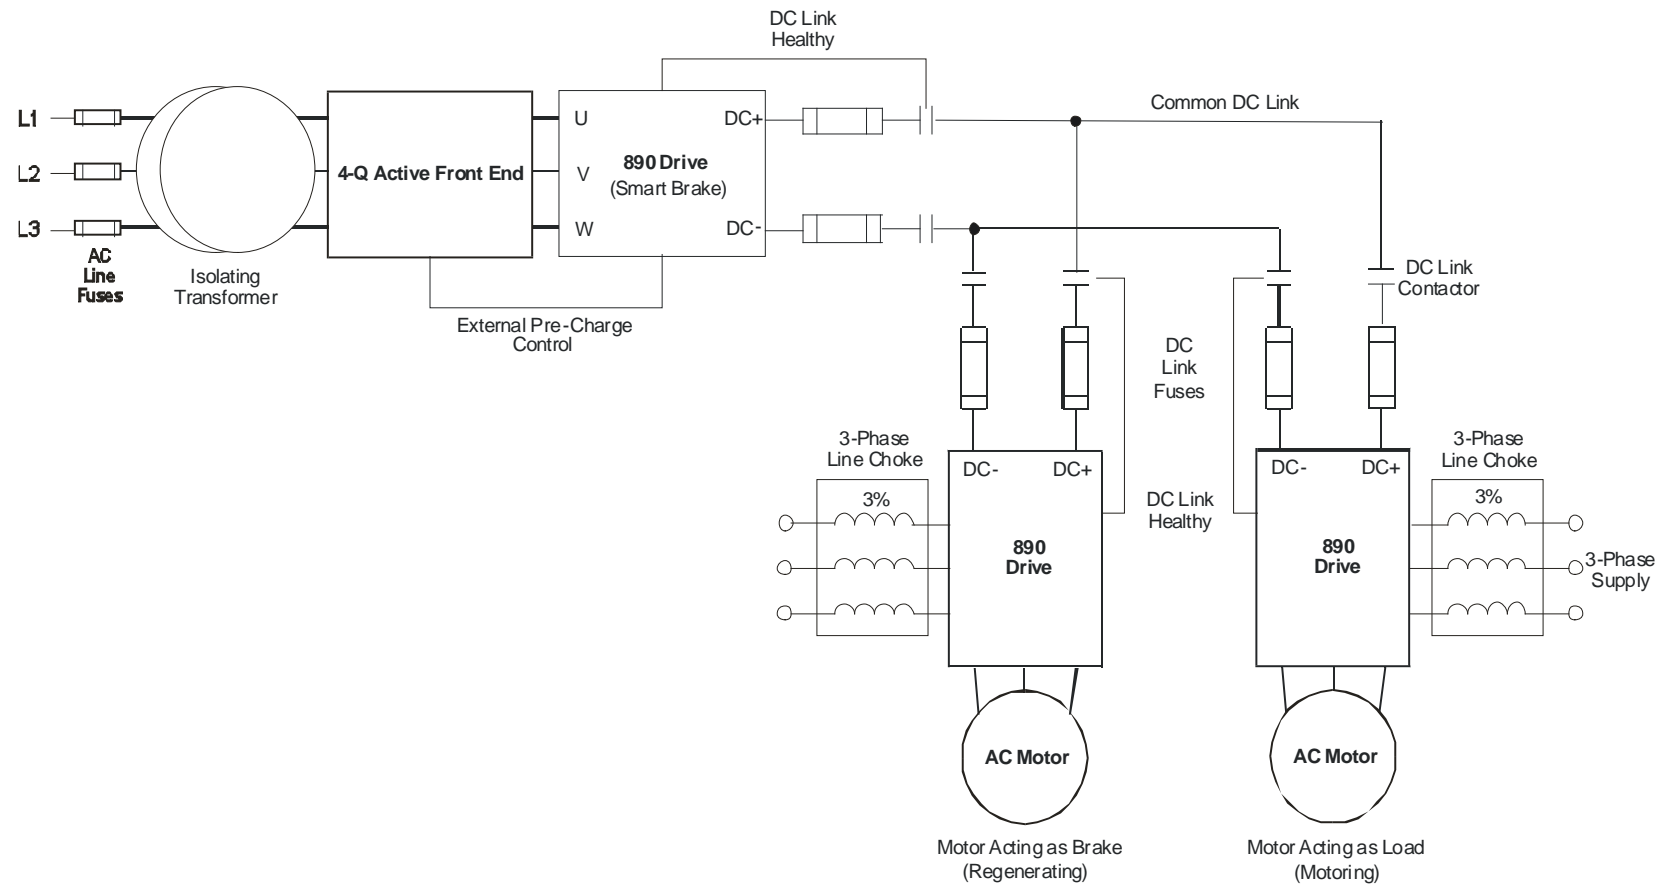 DC Link
Healthy
Common DC Link
L1
L2
L3
AC
Line
Fuses
Isolating
Transformer
4-Q Active Front End
U
V
W
890 Drive
(Smart Brake)
DC+
DC-
External Pre-Charge
Control
DC Link
Contactor
DC
Link
Fuses
3-Phase
Line Choke
3%
DC-
DC+
890
Drive
DC Link
Healthy
DC-
DC+
890
Drive
3-Phase
Line Choke
3%
3-Phase
Supply
AC Motor
AC Motor
Motor Acting as Brake
(Regenerating)
Motor Acting as Load
(Motoring)